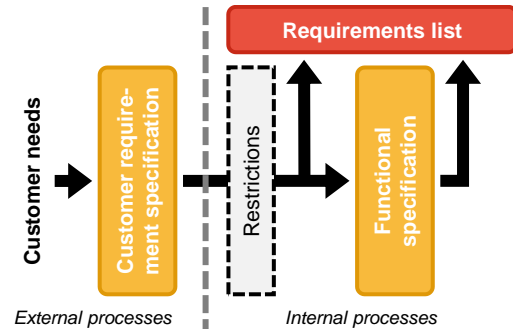 Requirements list
Customer needs
Customer require-
ment specification
Restrictions
Functional
specification
External processes
Internal processes